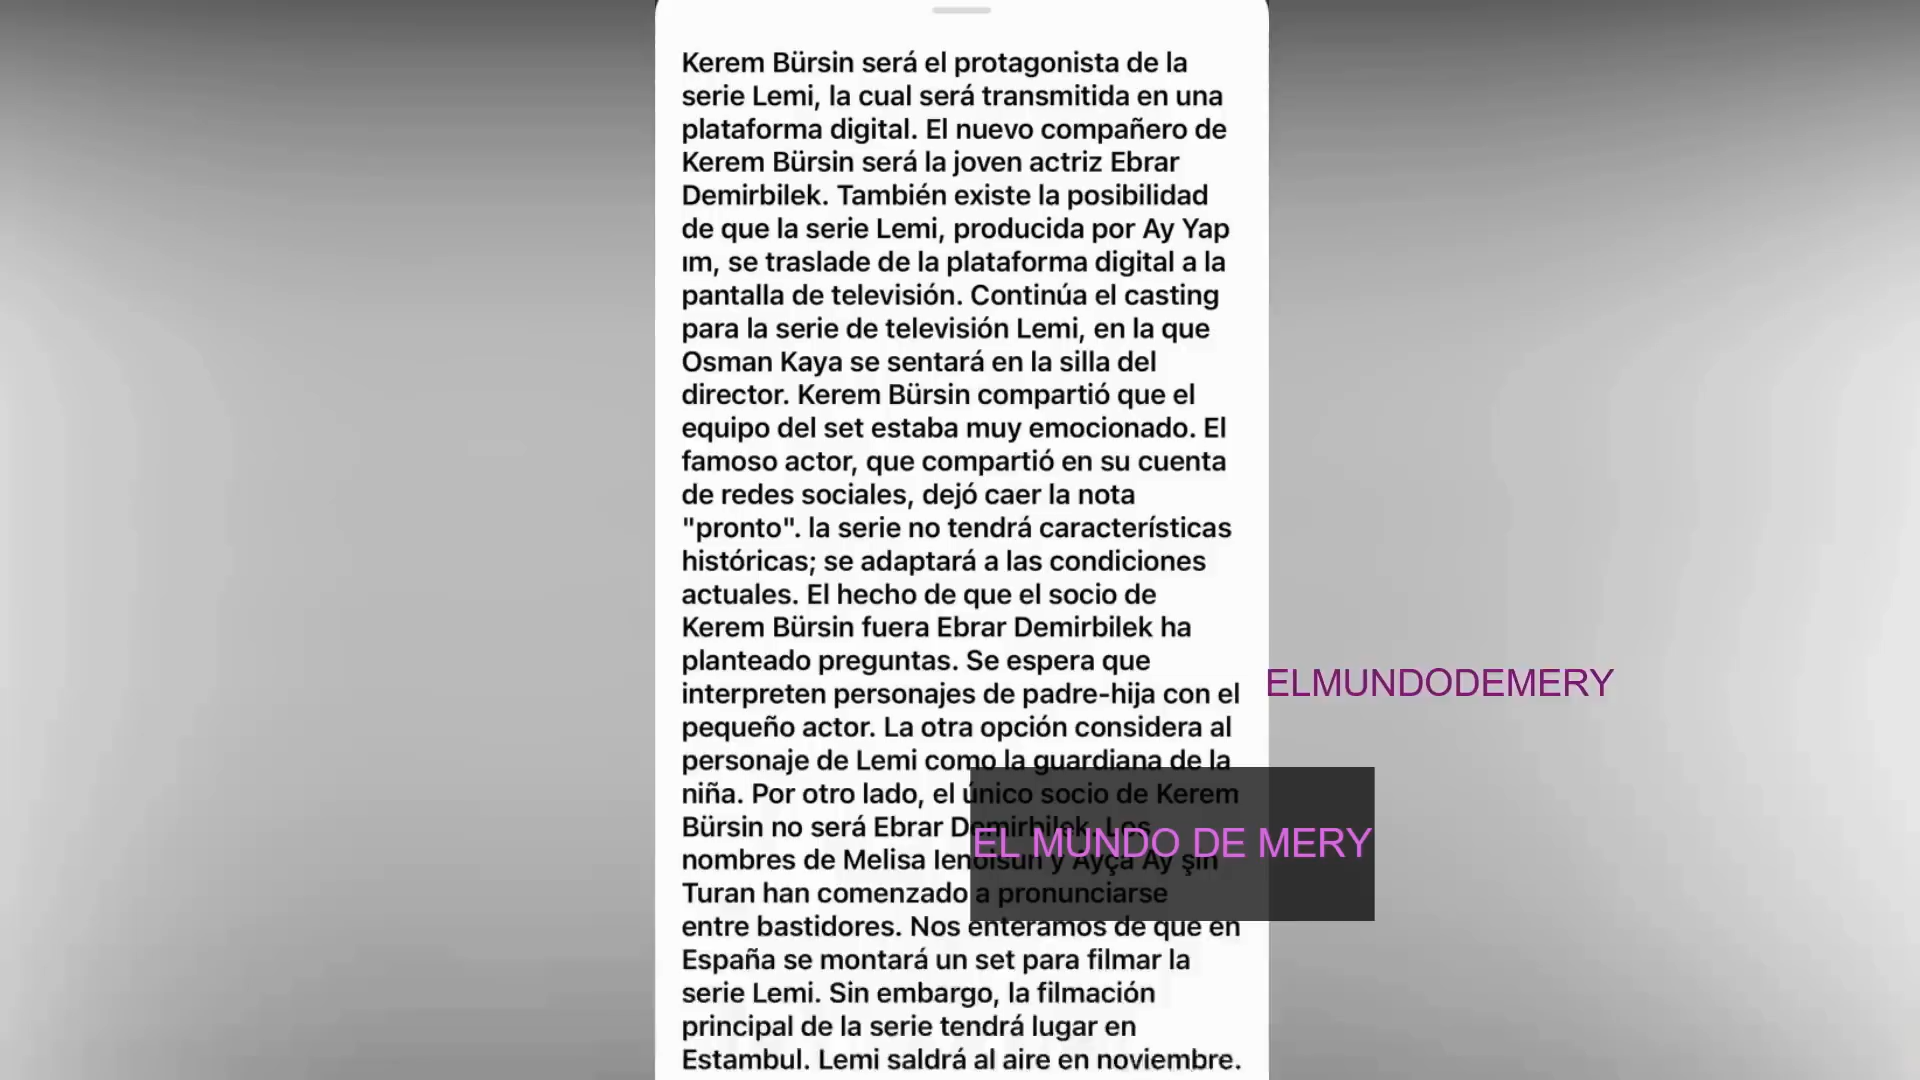 Kerem Bürsin será el protagonista de la
serie Lemi, la cual será transmitida en una
plataforma digital. El nuevo compañero de
Kerem Bürsin será la joven actriz Ebrar
Demirbilek. También existe la posibilidad
de que la serie Lemi, producida por Ay Yap
ım, se traslade de la plataforma digital a la
pantalla de televisión. Continúa el casting
para la serie de televisión Lemi, en la que
Osman Kaya se sentará en la silla del
director. Kerem Bürsin compartió que el
equipo del set estaba muy emocionado. El
famoso actor, que compartió en su cuenta
de redes sociales, dejó caer la nota
"pronto". la serie no tendrá características
históricas; se adaptará a las condiciones
actuales. El hecho de que el socio de
Kerem Bürsin fuera Ebrar Demirbilek ha
planteado preguntas. Se espera que
interpreten personajes de padre-hija con el
pequeño actor. La otra opción considera al
personaje de Lemi como la guardiana de la
niña. Por otro lado, el único socio de Kerem
Bürsin no será Ebrar Demirbilek. Los
nombres de Melisa y Ayça Ay şin
Turan han comenzado a pronunciarse
entre bastidores. Nos enteramos de que en
España se montará un set para filmar la
serie Lemi. Sin embargo, la filmación
principal de la serie tendrá lugar en
Estambul. Lemi saldrá al aire en noviembre.
ELMUNDODEMERY
EL MUNDO DE MERY